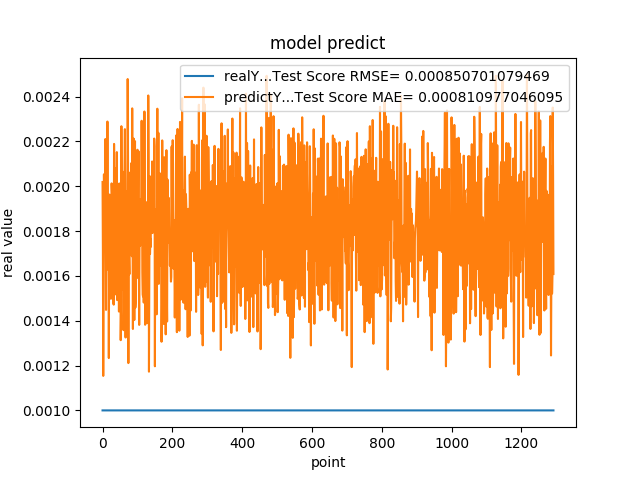 model predict
realY...Test Score RMSE= 0.000850701079469
predictY...Test Score MAE= 0.000810977046095
0.0024
0.0022
0.0020
0.0018
0.0016
0.0014
0.0012
0.0010
real value
0 200 400 600 800 1000 1200
point